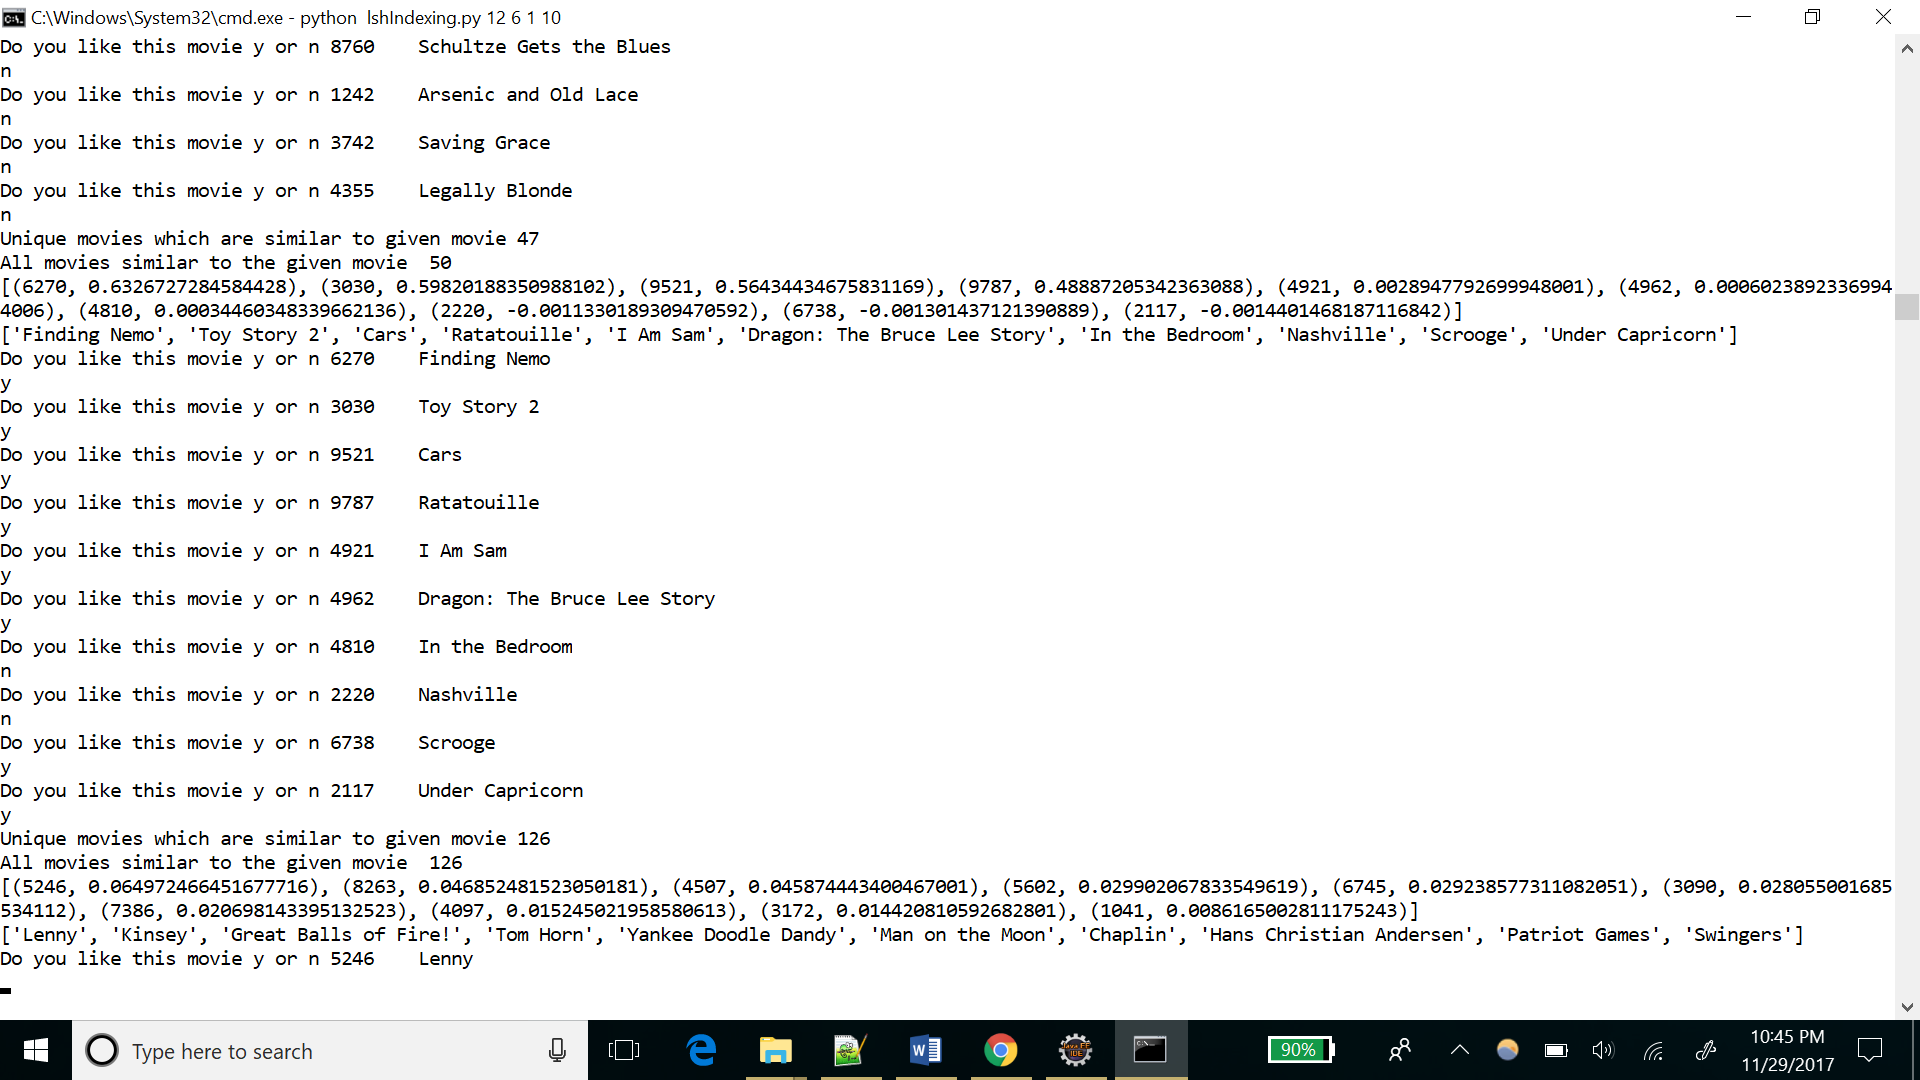 C:\Windows\System32\cmd.exe - python  lshIndexing.py 12 6 1 10
Do you like this movie y or n 8760    Schultze Gets the Blues
n
Do you like this movie y or n 1242    Arsenic and Old Lace
n
Do you like this movie y or n 3742    Saving Grace
n
Do you like this movie y or n 4355    Legally Blonde
n
Unique movies which are similar to given movie 47
All movies similar to the given movie  50
[(6270, 0.6326727284584428), (3030, 0.59820188350988102), (9521, 0.56434434675831169), (9787, 0.48887205342363088), (4921, 0.0028947792699948001), (4962, 0.00060238923369944
4006), (4810, 0.00034460348339662136), (2220, -0.0011330189309470592), (6738, -0.001301437121390889), (2117, -0.0014401468187116842)]
['Finding Nemo', 'Toy Story 2', 'Cars', 'Ratatouille', 'I Am Sam', 'Dragon: The Bruce Lee Story', 'In the Bedroom', 'Nashville', 'Scrooge', 'Under Capricorn']
Do you like this movie y or n 6270    Finding Nemo
y
Do you like this movie y or n 3030    Toy Story 2
y
Do you like this movie y or n 9521    Cars
y
Do you like this movie y or n 9787    Ratatouille
y
Do you like this movie y or n 4921    I Am Sam
y
Do you like this movie y or n 4962    Dragon: The Bruce Lee Story
y
Do you like this movie y or n 4810    In the Bedroom
n
Do you like this movie y or n 2220    Nashville
n
Do you like this movie y or n 6738    Scrooge
y
Do you like this movie y or n 2117    Under Capricorn
y
Unique movies which are similar to given movie 126
All movies similar to the given movie  126
[(5246, 0.064972466451677716), (8263, 0.046852481523050181), (4507, 0.045874443400467001), (5602, 0.029902067833549619), (6745, 0.029238577311082051), (3090, 0.028055001685
534112), (7386, 0.020698143395132523), (4097, 0.015245021958580613), (3172, 0.014420810592682801), (1041, 0.0086165002811175243)]
['Lenny', 'Kinsey', 'Great Balls of Fire!', 'Tom Horn', 'Yankee Doodle Dandy', 'Man on the Moon', 'Chaplin', 'Hans Christian Andersen', 'Patriot Games', 'Swingers']
Do you like this movie y or n 5246    Lenny
Type here to search
90%
10:45 PM
11/29/2017